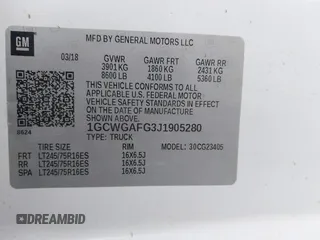 GM
MFD BY GENERAL MOTORS LLC
03/18 GVWR GAWR FRT GAWR RR
3901 KG 1860 KG 2431 KG
8600 LB 4100 LB 5360 LB
THIS VEHICLE CONFORMS TO ALL APPLICABLE U.S. FEDERAL MOTOR VEHICLE SAFETY STANDARDS IN EFFECT ON THE DATE OF MANUFACTURE SHOWN ABOVE.
1GCWGAFG3J1905280
0624 TYPE: TRUCK MODEL: 30CG23405
TIRE SIZE RIM
FRT LT245/75R16ES 16X6.5J
RR LT245/75R16ES 16X6.5J
SPA LT245/75R16ES 16X6.5J
DREAMBID